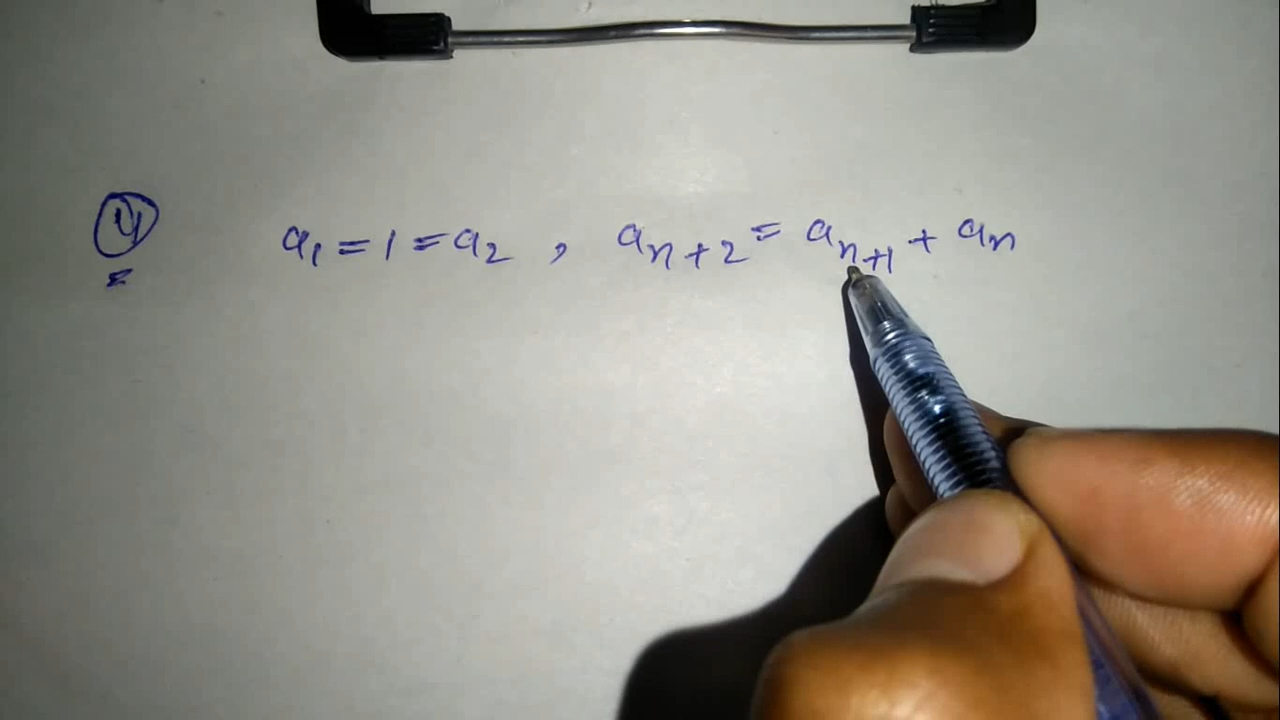 ④ a₁ = 1 = a₂ , aₙ₊₂ = aₙ₊₁ + aₙ